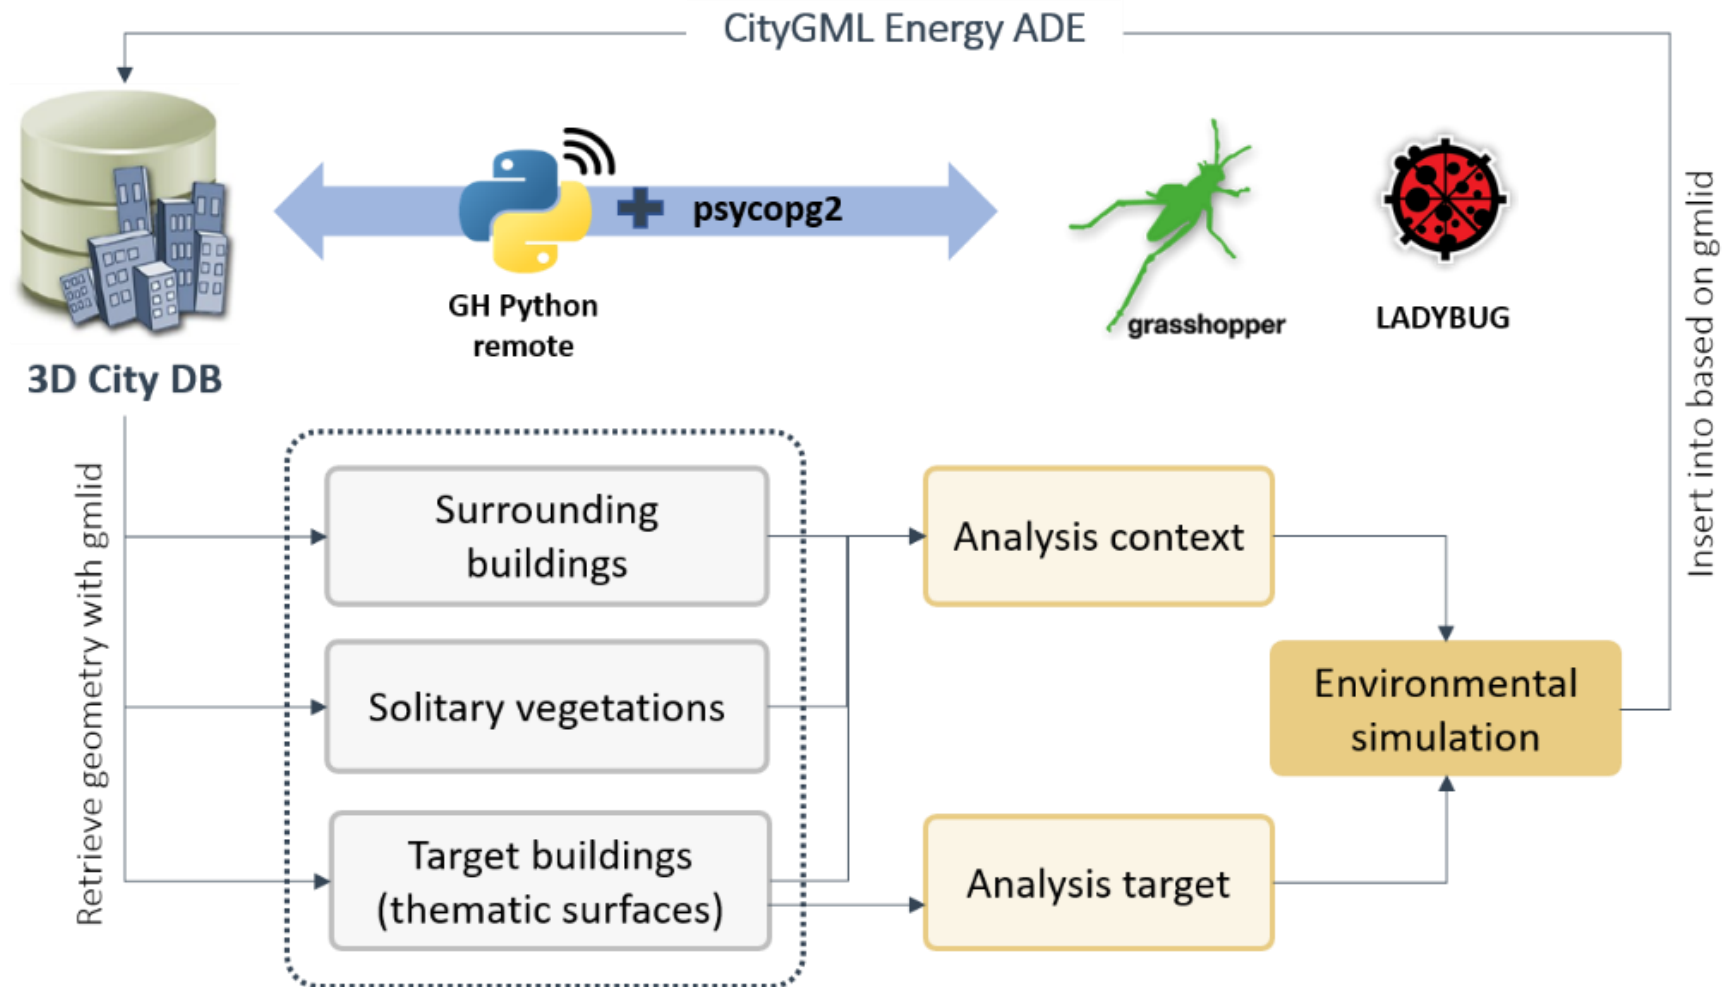 CityGML Energy ADE
psycopg2
GH Python
remote
grasshopper
LADYBUG
3D City DB
Insert into based on gmlid
Retrieve geometry with gmlid
Surrounding
buildings
Analysis context
Solitary vegetations
Environmental
simulation
Target buildings
(thematic surfaces)
Analysis target